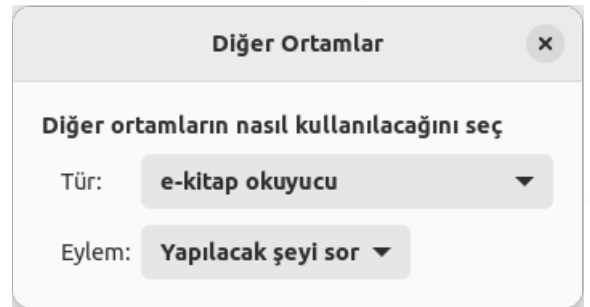 Diğer Ortamlar
Diğer ortamların nasıl kullanılacağını seç
Tür: e-kitap okuyucu
Eylem: Yapılacak şeyi sor